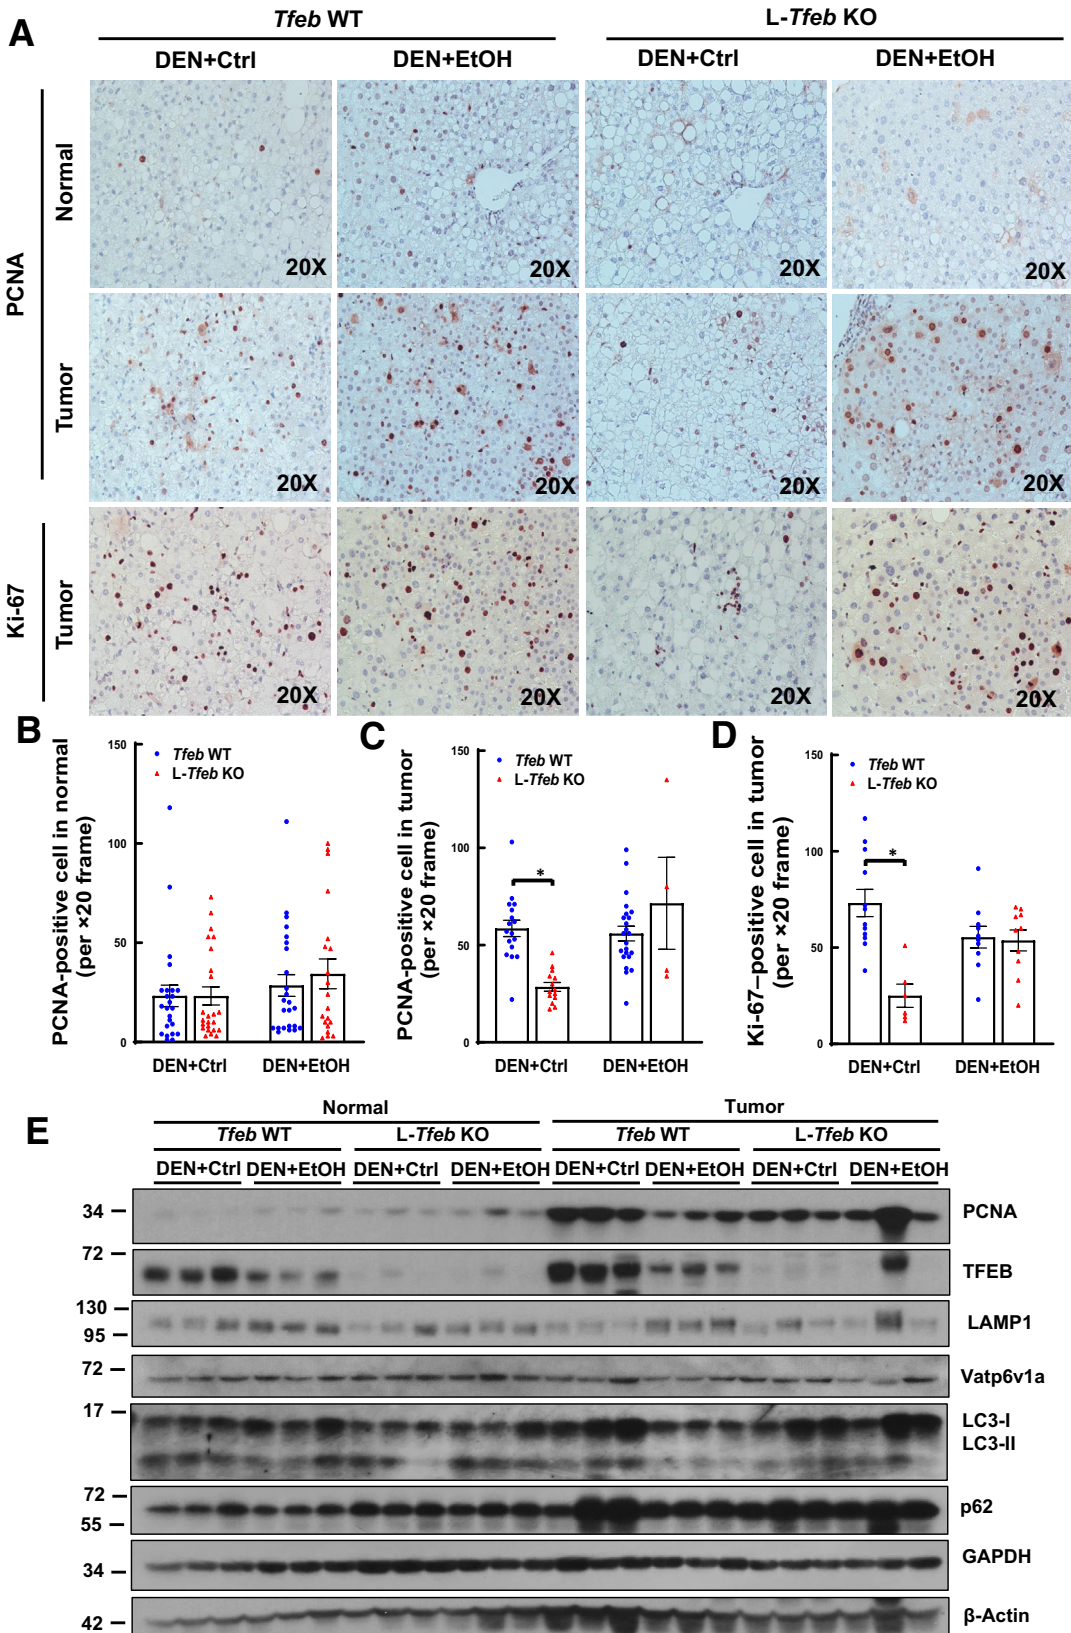 A
Tfeb WT
L-Tfeb KO
DEN+Ctrl
DEN+EtOH
DEN+Ctrl
DEN+EtOH
PCNA
Normal
20X
20X
20X
20X
Tumor
20X
20X
20X
20X
Ki-67
Tumor
20X
20X
20X
20X
B
PCNA-positive cell in normal
(per ×20 frame)
150
100
50
0
Tfeb WT
L-Tfeb KO
DEN+Ctrl
DEN+EtOH
C
PCNA-positive cell in tumor
(per ×20 frame)
150
100
50
0
Tfeb WT
L-Tfeb KO
*
DEN+Ctrl
DEN+EtOH
D
Ki-67–positive cell in tumor
(per ×20 frame)
150
100
50
0
Tfeb WT
L-Tfeb KO
*
DEN+Ctrl
DEN+EtOH
E
Normal
Tumor
Tfeb WT
L-Tfeb KO
Tfeb WT
L-Tfeb KO
DEN+Ctrl
DEN+EtOH
DEN+Ctrl
DEN+EtOH
DEN+Ctrl
DEN+EtOH
DEN+Ctrl
DEN+EtOH
34
PCNA
72
TFEB
130
95
LAMP1
72
Vatp6v1a
17
LC3-I
LC3-II
72
55
p62
34
GAPDH
42
β-Actin